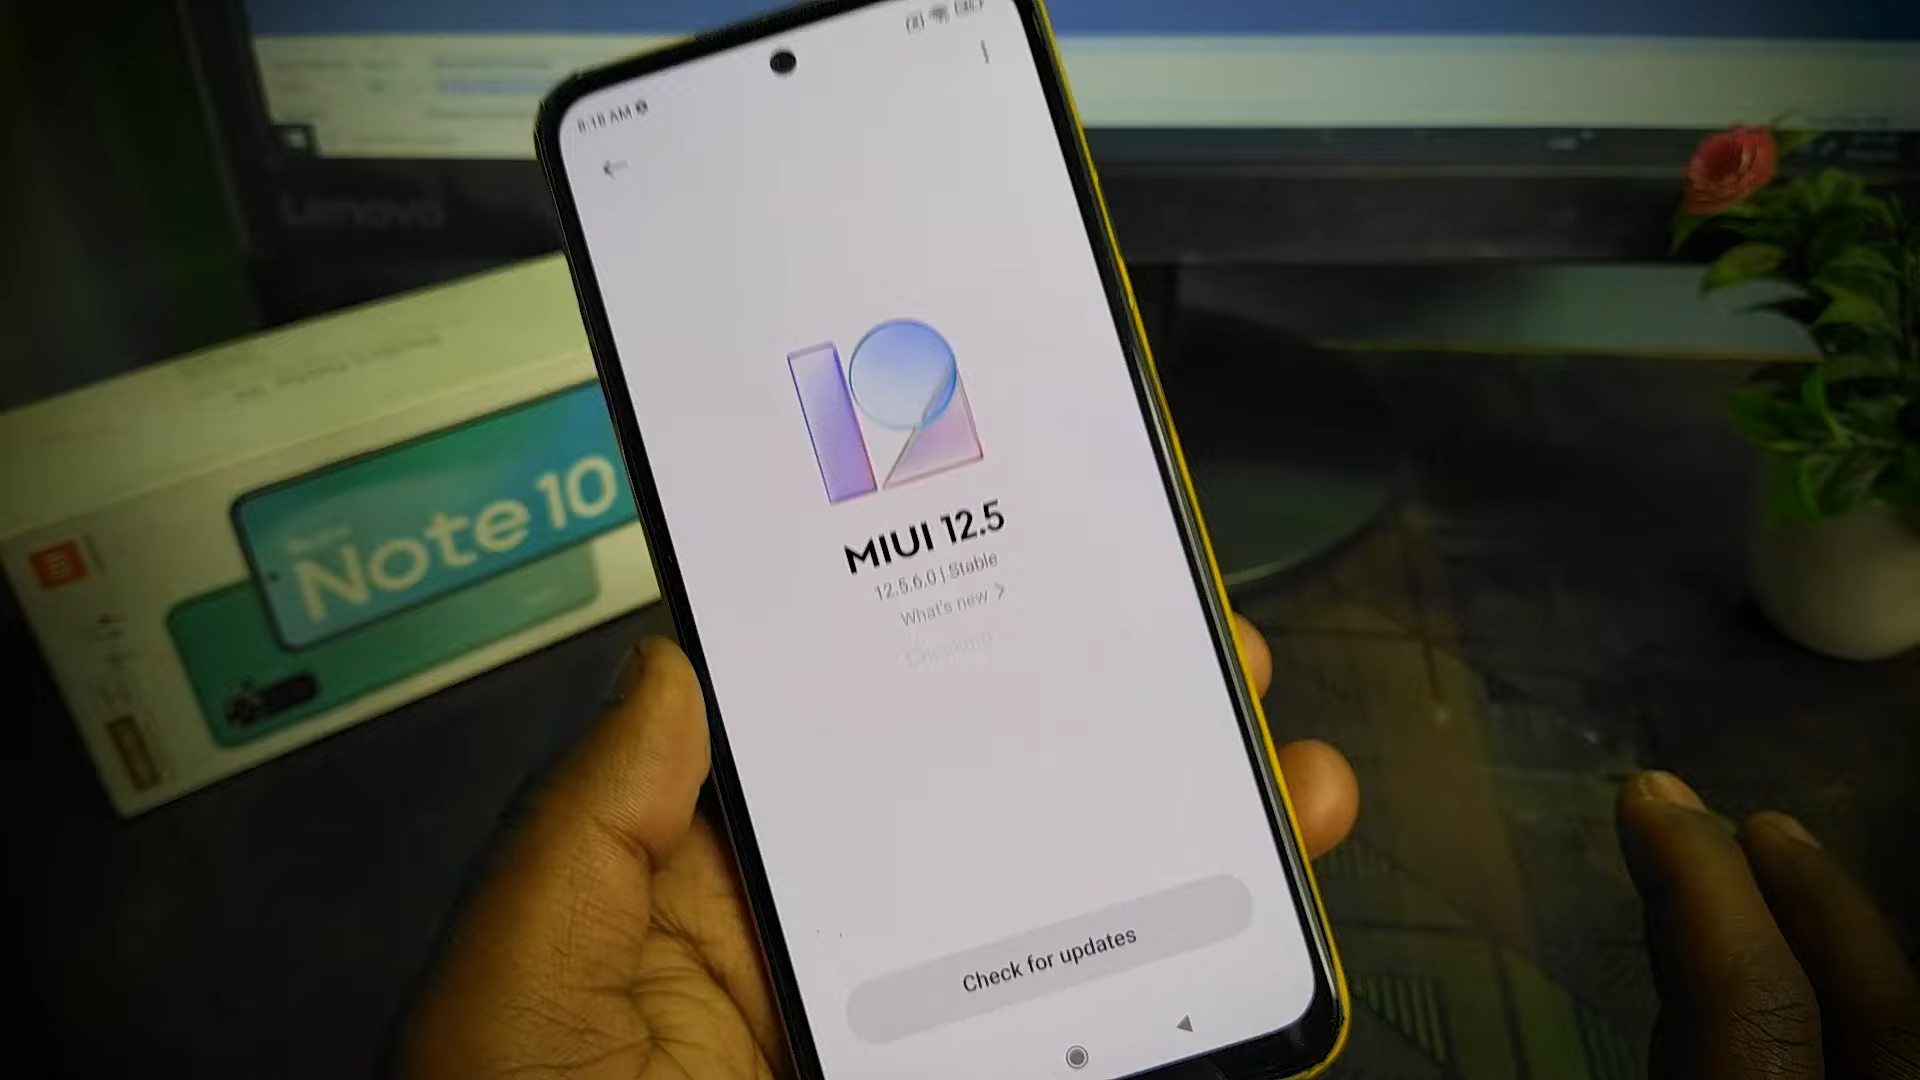 8:18 AM
Lenovo
Note 10
MIUI 12.5
12.5.6.0 | Stable
What's new >
Checking
Check for updates